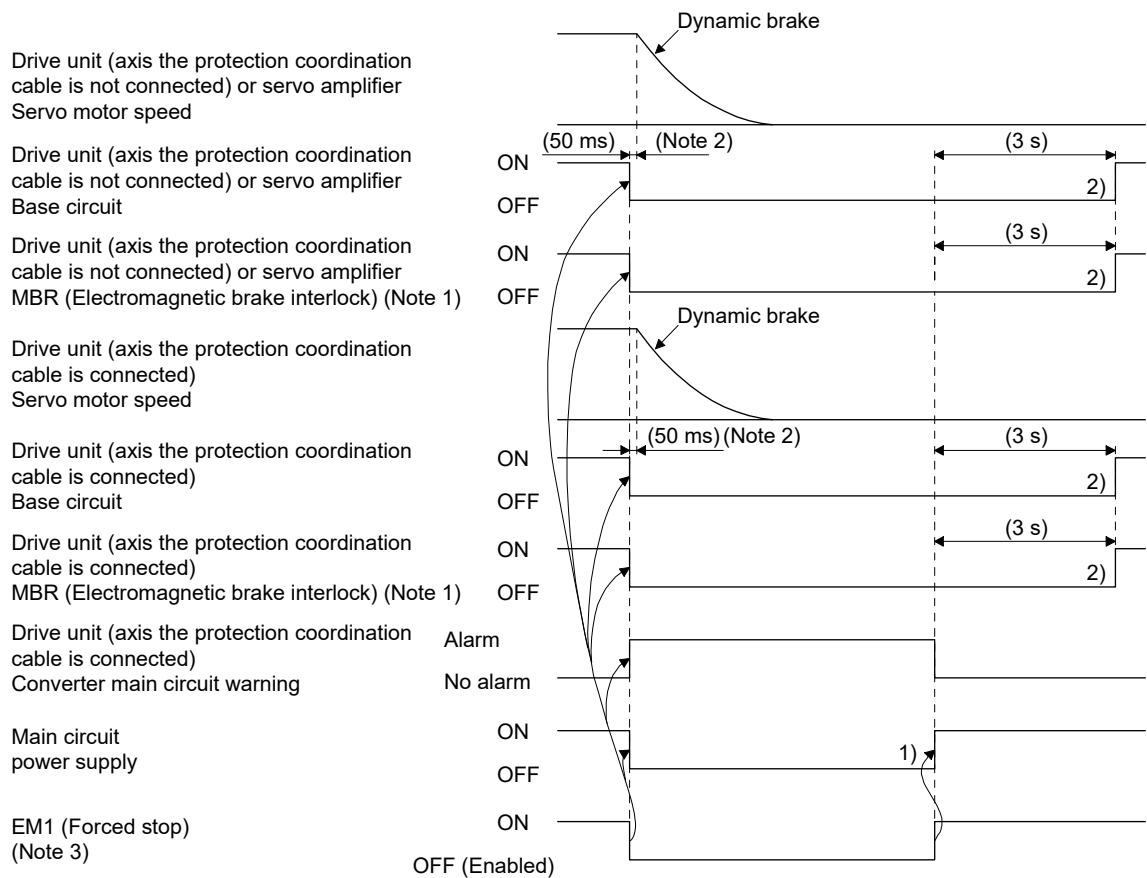 Dynamic brake
Drive unit (axis the protection coordination
cable is not connected) or servo amplifier
Servo motor speed
(50 ms) (Note 2) (3 s)
Drive unit (axis the protection coordination
cable is not connected) or servo amplifier
Base circuit
ON
OFF
2)
(3 s)
Drive unit (axis the protection coordination
cable is not connected) or servo amplifier
MBR (Electromagnetic brake interlock) (Note 1)
ON
OFF
2)
Dynamic brake
Drive unit (axis the protection coordination
cable is connected)
Servo motor speed
(50 ms) (Note 2) (3 s)
Drive unit (axis the protection coordination
cable is connected)
Base circuit
ON
OFF
2)
(3 s)
Drive unit (axis the protection coordination
cable is connected)
MBR (Electromagnetic brake interlock) (Note 1)
ON
OFF
2)
Drive unit (axis the protection coordination
cable is connected)
Converter main circuit warning
Alarm
No alarm
Main circuit
power supply
ON
OFF
1)
EM1 (Forced stop)
(Note 3)
ON
OFF (Enabled)